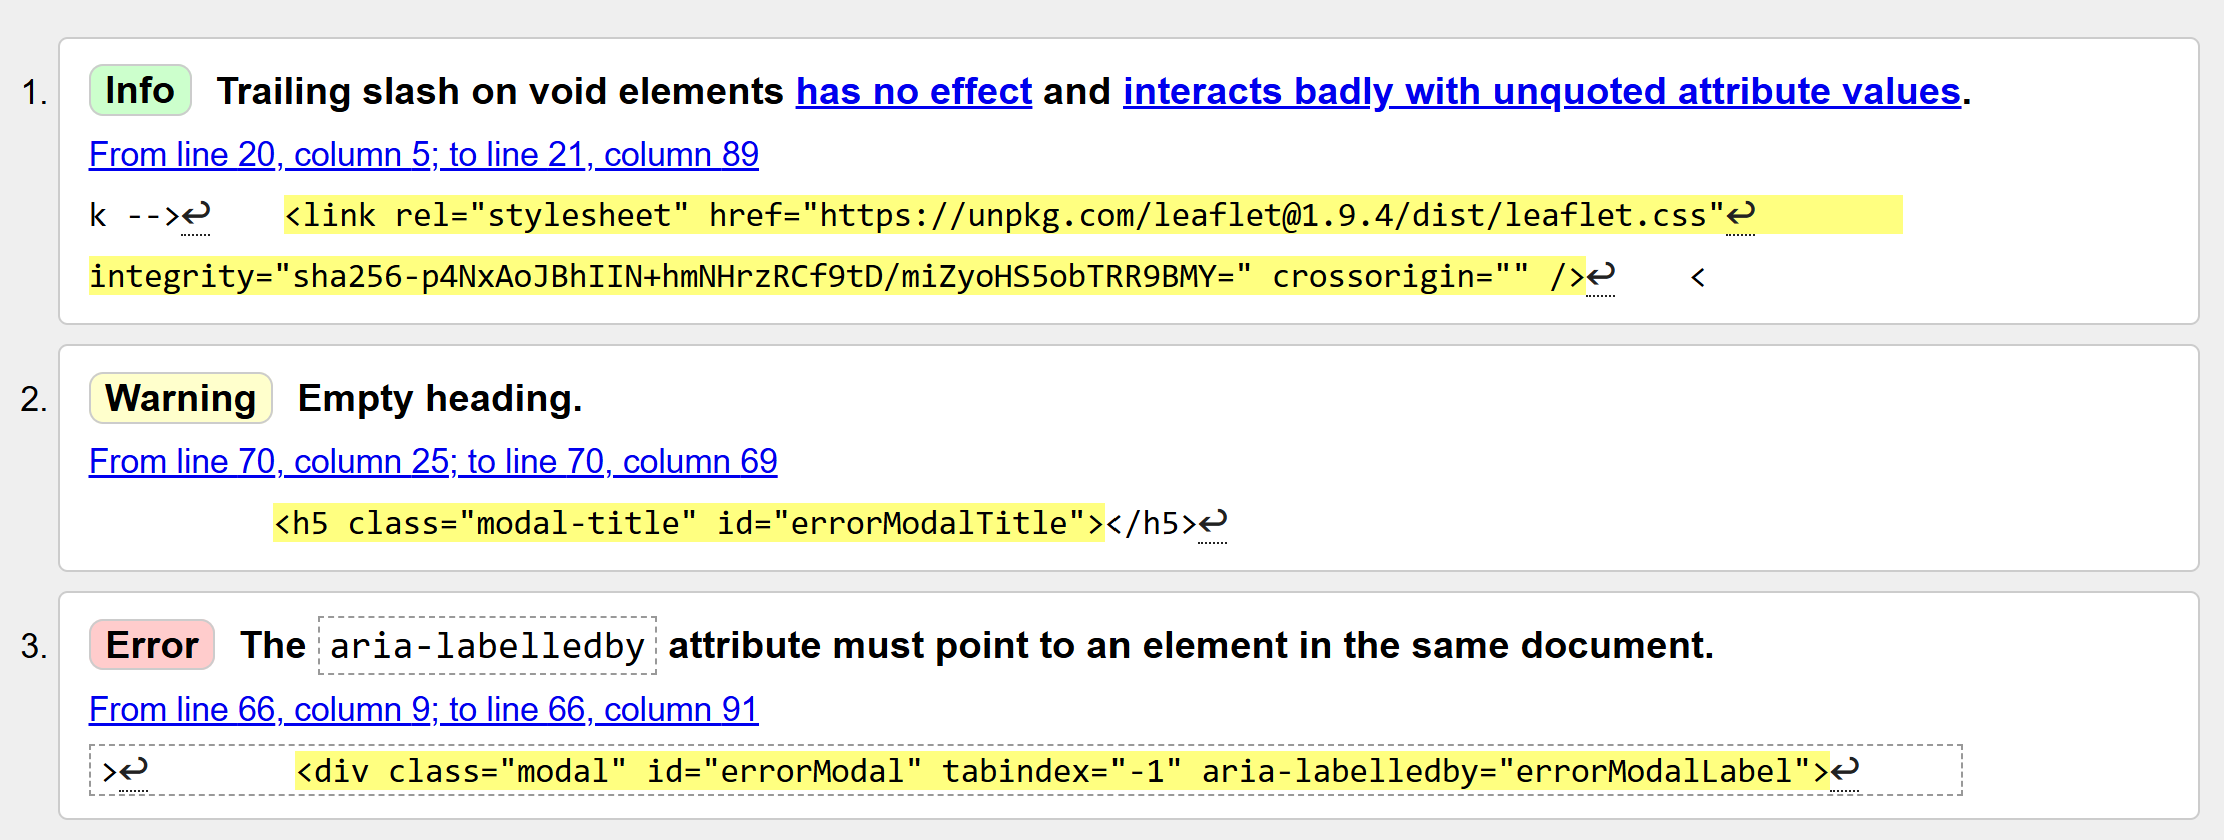 1. Info Trailing slash on void elements has no effect and interacts badly with unquoted attribute values.
From line 20, column 5; to line 21, column 89
k -->↩    <link rel="stylesheet" href="https://unpkg.com/leaflet@1.9.4/dist/leaflet.css"↩
integrity="sha256-p4NxAoJBhIIN+hmNHrzRCf9tD/miZyoHS5obTRR9BMY=" crossorigin="" />↩    <
2. Warning Empty heading.
From line 70, column 25; to line 70, column 69
<h5 class="modal-title" id="errorModalTitle"></h5>↩
3. Error The aria-labelledby attribute must point to an element in the same document.
From line 66, column 9; to line 66, column 91
>↩        <div class="modal" id="errorModal" tabindex="-1" aria-labelledby="errorModalLabel">↩